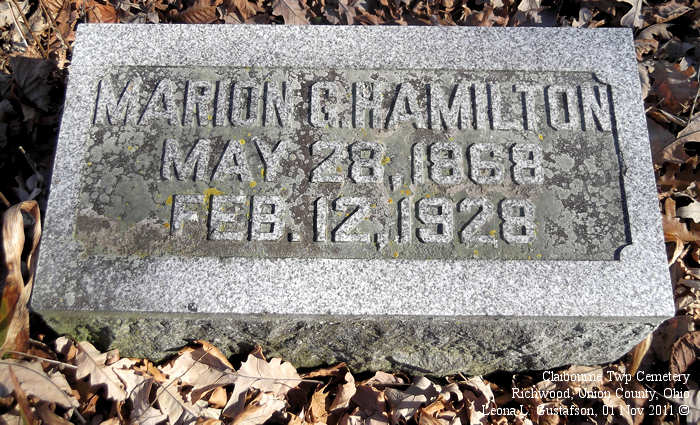 MARION G. HAMILTON
MAY 28, 1868
FEB. 12, 1928
Claibourne Twp Cemetery
Richwood, Union County, Ohio
Leona L. Gustafson, 01 Nov 2011 ©